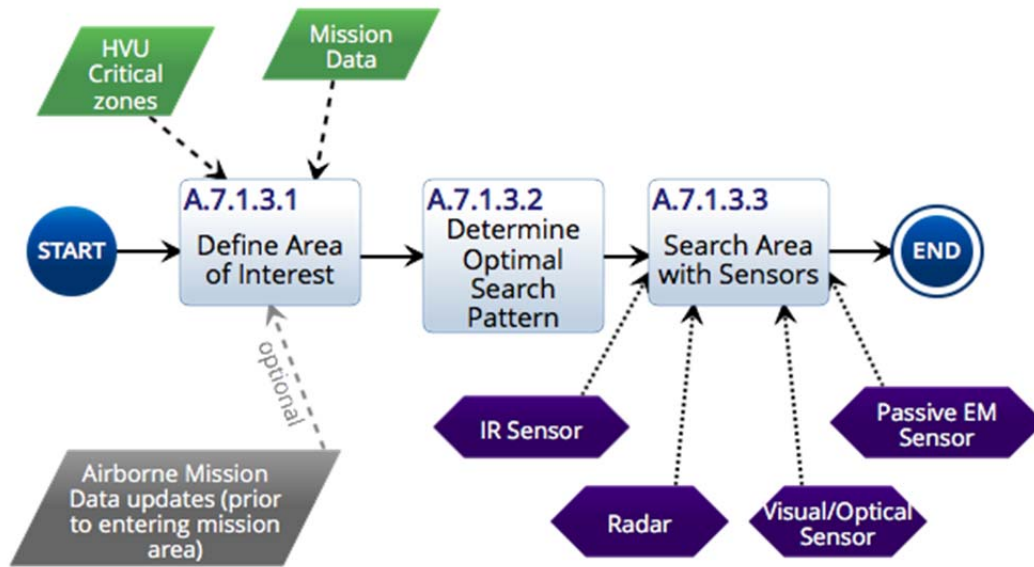 HVU
Critical
zones
Mission
Data
START
A.7.1.3.1
Define Area
of Interest
A.7.1.3.2
Determine
Optimal
Search
Pattern
A.7.1.3.3
Search Area
with Sensors
END
optional
Airborne Mission
Data updates (prior
to entering mission
area)
IR Sensor
Radar
Visual/Optical
Sensor
Passive EM
Sensor